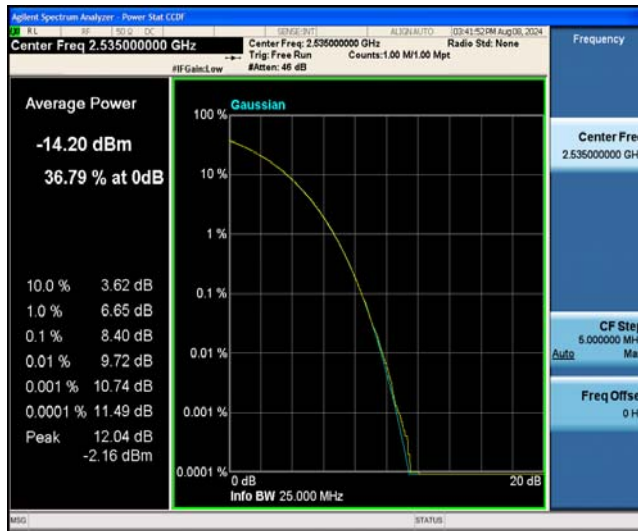 Agilent Spectrum Analyzer - Power Stat CCDF
RL RF 50 Ω DC SENSE:INT ALIGN AUTO 03:41:52 PM Aug 08, 2024
Center Freq 2.535000000 GHz
Center Freq: 2.535000000 GHz Radio Std: None
Trig: Free Run Counts:1.00 M/1.00 Mpt
#IFGain:Low #Atten: 46 dB
Frequency
Average Power
-14.20 dBm
36.79 % at 0dB
10.0 % 3.62 dB
1.0 % 6.65 dB
0.1 % 8.40 dB
0.01 % 9.72 dB
0.001 % 10.74 dB
0.0001 % 11.49 dB
Peak 12.04 dB
-2.16 dBm
Gaussian
100 %
10 %
1 %
0.1 %
0.01 %
0.001 %
0.0001 %
0 dB 20 dB
Info BW 25.000 MHz
Center Fre
2.535000000 GH
CF Step
5.000000 MH
Auto Ma
Freq Offse
0 H
MSG STATUS